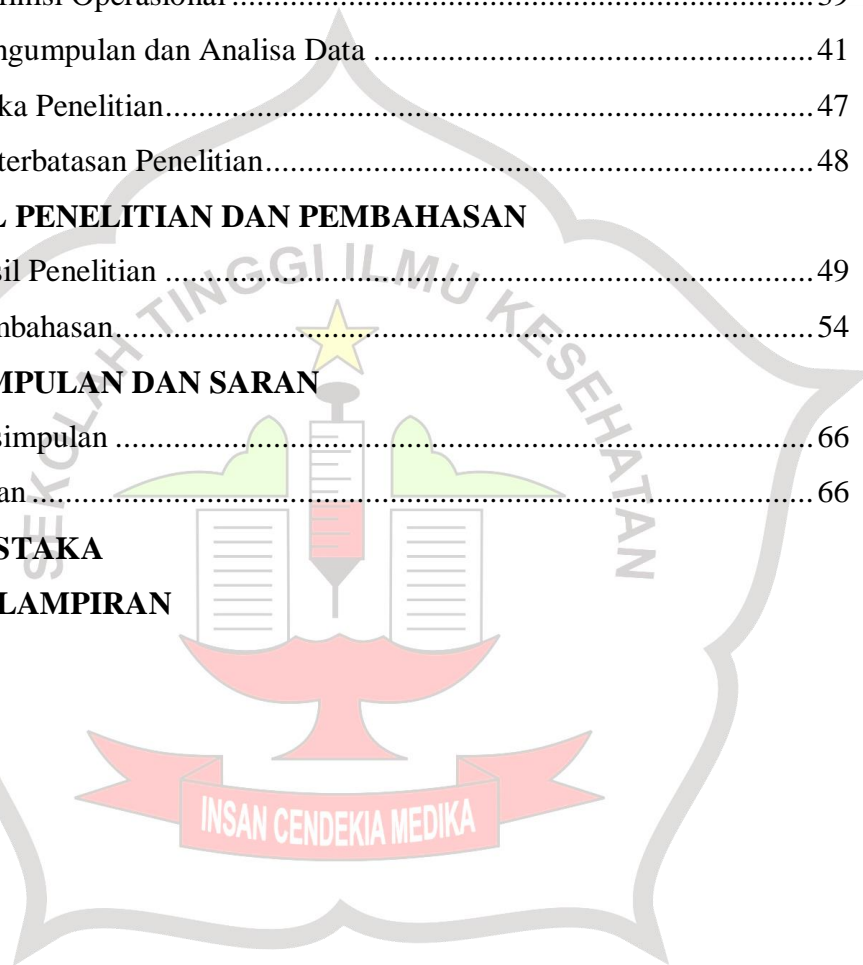 finisi Operasional ........................................................................ 39
ngumpulan dan Analisa Data ........................................................ 41
ka Penelitian.................................................................................. 47
terbatasan Penelitian..................................................................... 48
L PENELITIAN DAN PEMBAHASAN
sil Penelitian ................................................................................. 49
mbahasan....................................................................................... 54
MPULAN DAN SARAN
simpulan ....................................................................................... 66
an .................................................................................................. 66
STAKA
LAMPIRAN
SEKOLAH TINGGI ILMU KESEHATAN
INSAN CENDEKIA MEDIKA